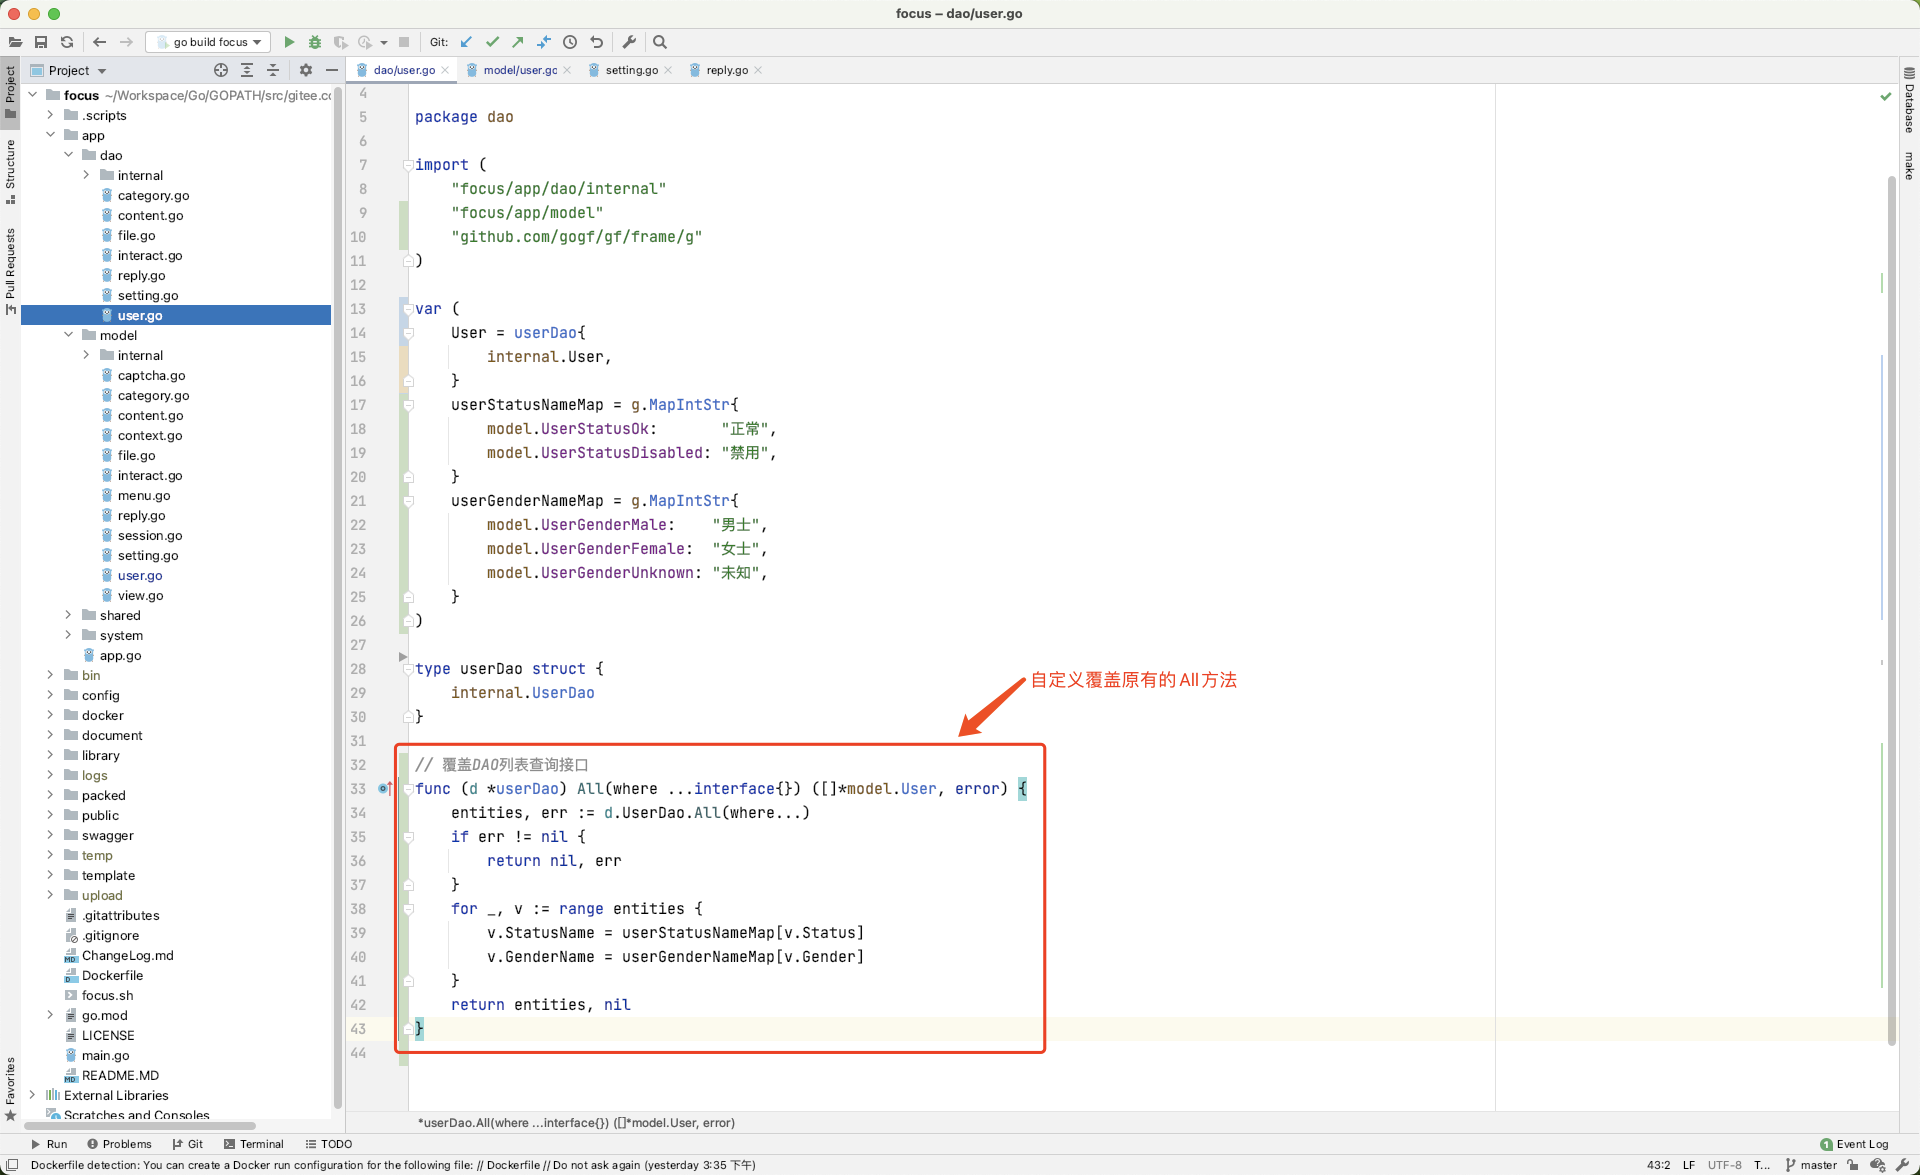 focus – dao/user.go
go build focus
Git:
Project
dao/user.go
model/user.go
setting.go
reply.go
Project
Structure
Pull Requests
Favorites
Database
make
focus ~/Workspace/Go/GOPATH/src/gitee.co
.scripts
app
dao
internal
category.go
content.go
file.go
interact.go
reply.go
setting.go
user.go
model
internal
captcha.go
category.go
content.go
context.go
file.go
interact.go
menu.go
reply.go
session.go
setting.go
user.go
view.go
shared
system
app.go
bin
config
docker
document
library
logs
packed
public
swagger
temp
template
upload
.gitattributes
.gitignore
ChangeLog.md
Dockerfile
focus.sh
go.mod
LICENSE
main.go
README.MD
External Libraries
Scratches and Consoles
4
5 package dao
6
7 import (
8 "focus/app/dao/internal"
9 "focus/app/model"
10 "github.com/gogf/gf/frame/g"
11 )
12
13 var (
14 User = userDao{
15 internal.User,
16 }
17 userStatusNameMap = g.MapIntStr{
18 model.UserStatusOk: "正常",
19 model.UserStatusDisabled: "禁用",
20 }
21 userGenderNameMap = g.MapIntStr{
22 model.UserGenderMale: "男士",
23 model.UserGenderFemale: "女士",
24 model.UserGenderUnknown: "未知",
25 }
26 )
27
28 type userDao struct {
29 internal.UserDao
30 }
自定义覆盖原有的All方法
31
32 // 覆盖DAO列表查询接口
33 func (d *userDao) All(where ...interface{}) ([]*model.User, error) {
34 entities, err := d.UserDao.All(where...)
35 if err != nil {
36 return nil, err
37 }
38 for _, v := range entities {
39 v.StatusName = userStatusNameMap[v.Status]
40 v.GenderName = userGenderNameMap[v.Gender]
41 }
42 return entities, nil
43 }
44
*userDao.All(where ...interface{}) ([]*model.User, error)
Run
Problems
Git
Terminal
TODO
1 Event Log
Dockerfile detection: You can create a Docker run configuration for the following file: // Dockerfile // Do not ask again (yesterday 3:35 下午)
43:2 LF UTF-8 T... master